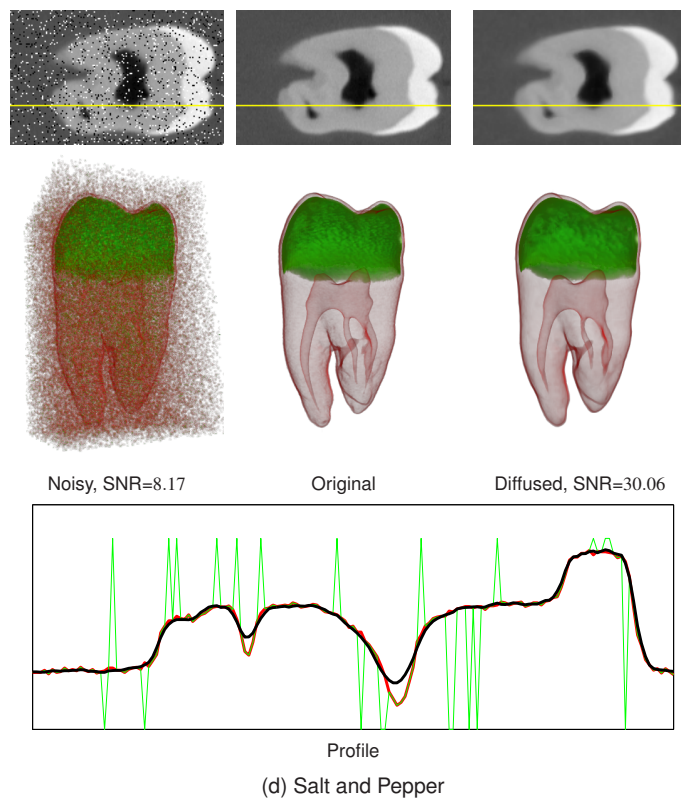 Noisy, SNR=8.17
Original
Diffused, SNR=30.06
Profile
(d) Salt and Pepper